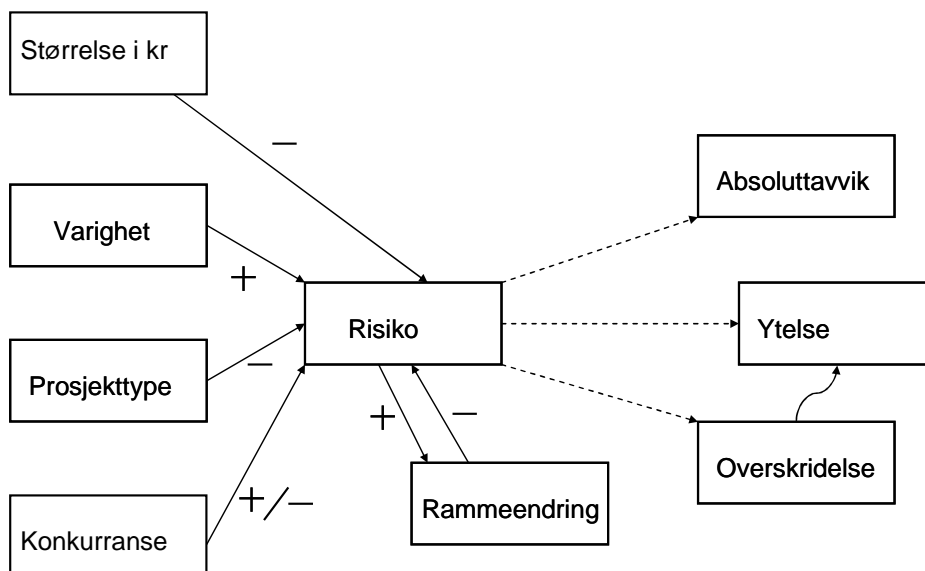 Størrelse i kr
–
Absoluttavvik
Varighet
+
Risiko
Ytelse
–
Prosjekttype
+
–
Overskridelse
+/–
Rammeendring
Konkurranse